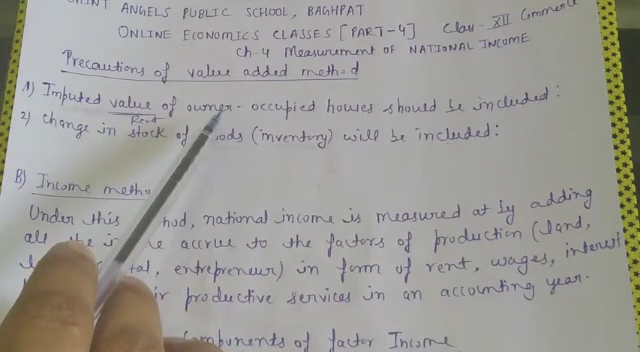 ANGELS PUBLIC SCHOOL, BAGHPAT
ONLINE ECONOMICS CLASSES [PART-4] Class-XII Commerce
Ch-4 Measurement OF NATIONAL INCOME
Precautions of value added method
1) Imputed value of owner-occupied houses should be included:
Rent
2) Change in stock of goods (inventory) will be included:
B) Income metho
Under this hod, national income is measured at by adding
all the in e accrue to the factors of production (land,
tal, entrepreneur) in form of rent, wages, interest
ir productive services in an accounting year.
Components of factor Income